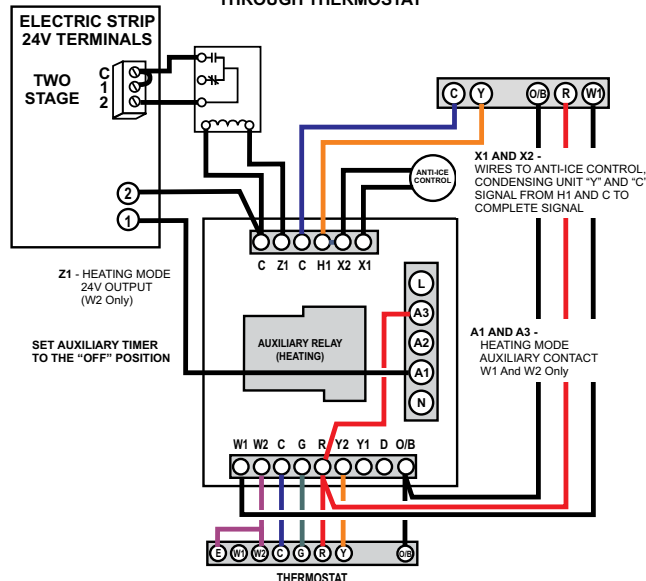 THROUGH THERMOSTAT
ELECTRIC STRIP
24V TERMINALS
TWO
STAGE
C
1
2
C Y O/B R W1
X1 AND X2 -
WIRES TO ANTI-ICE CONTROL,
CONDENSING UNIT "Y" AND "C"
SIGNAL FROM H1 AND C TO
COMPLETE SIGNAL
ANTI-ICE
CONTROL
2
1
C Z1 C H1 X2 X1
Z1 - HEATING MODE
24V OUTPUT
(W2 Only)
SET AUXILIARY TIMER
TO THE "OFF" POSITION
AUXILIARY RELAY
(HEATING)
L
A3
A2
A1
N
A1 AND A3 -
HEATING MODE
AUXILIARY CONTACT
W1 And W2 Only
W1 W2 C G R Y2 Y1 D O/B
E W1 W2 C G R Y O/B
THERMOSTAT